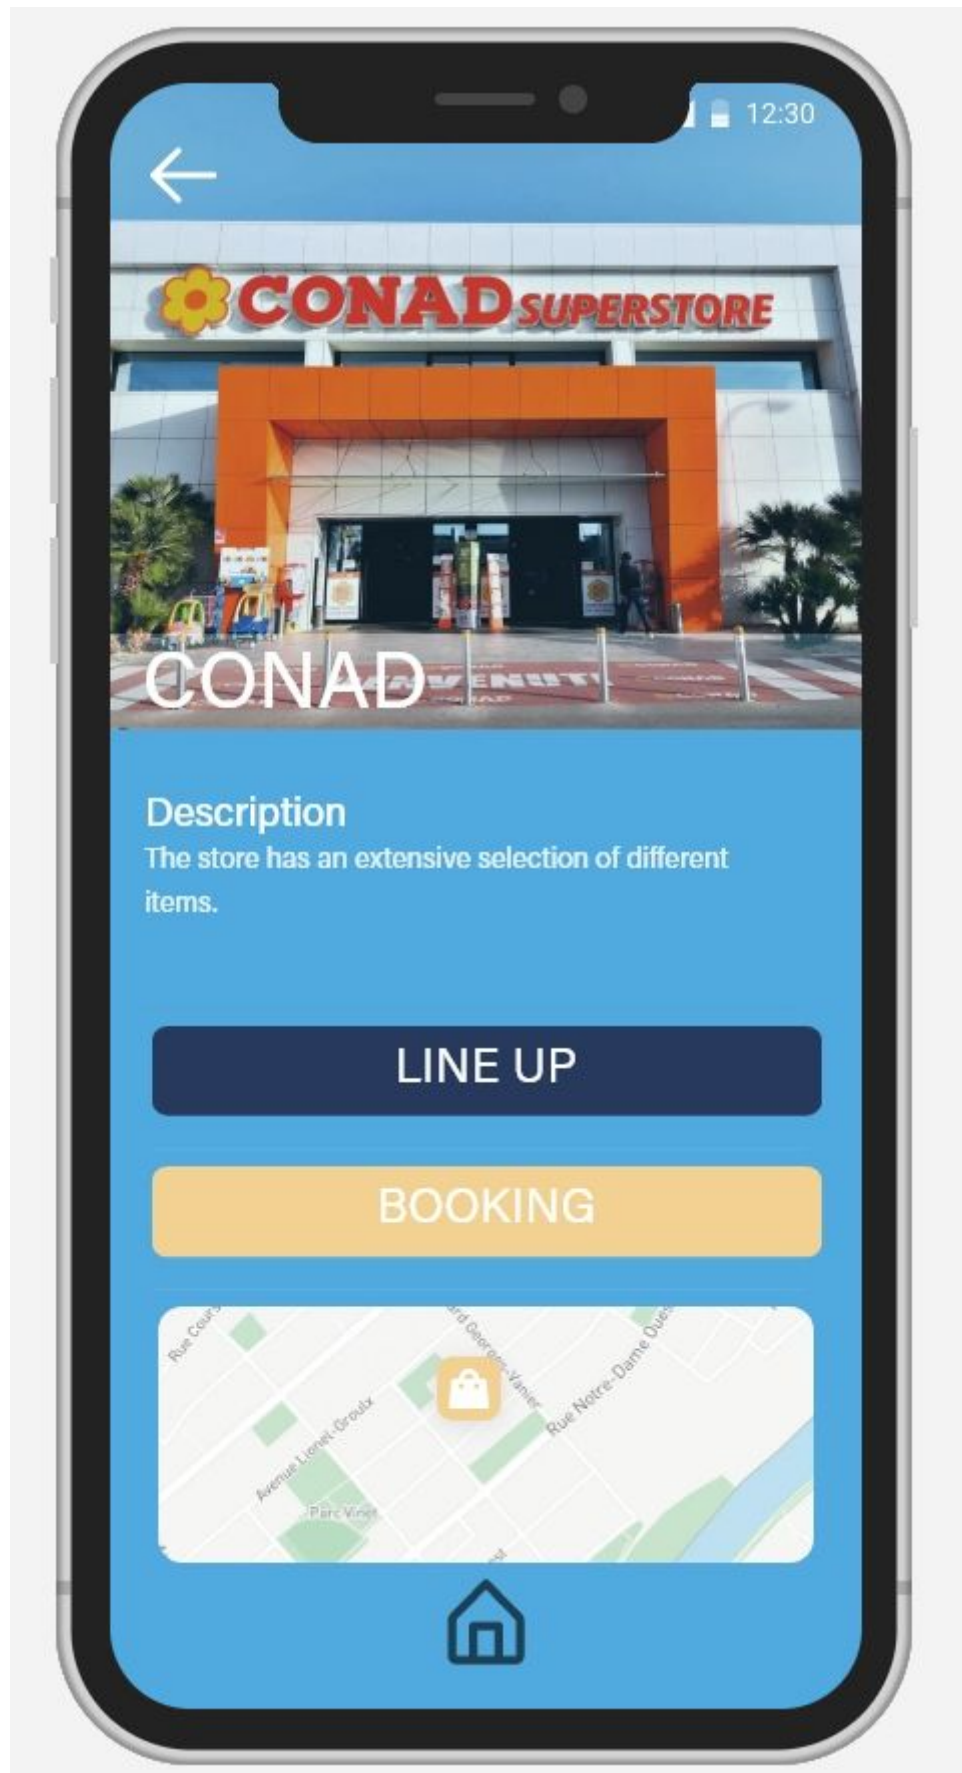 12:30
CONAD SUPERSTORE
CONAD
Description
The store has an extensive selection of different
items.
LINE UP
BOOKING
Rue Cours
Georges-Vanier
Rue Notre-Dame Oues
Avenue Lionel-Groulx
Parc Vinet